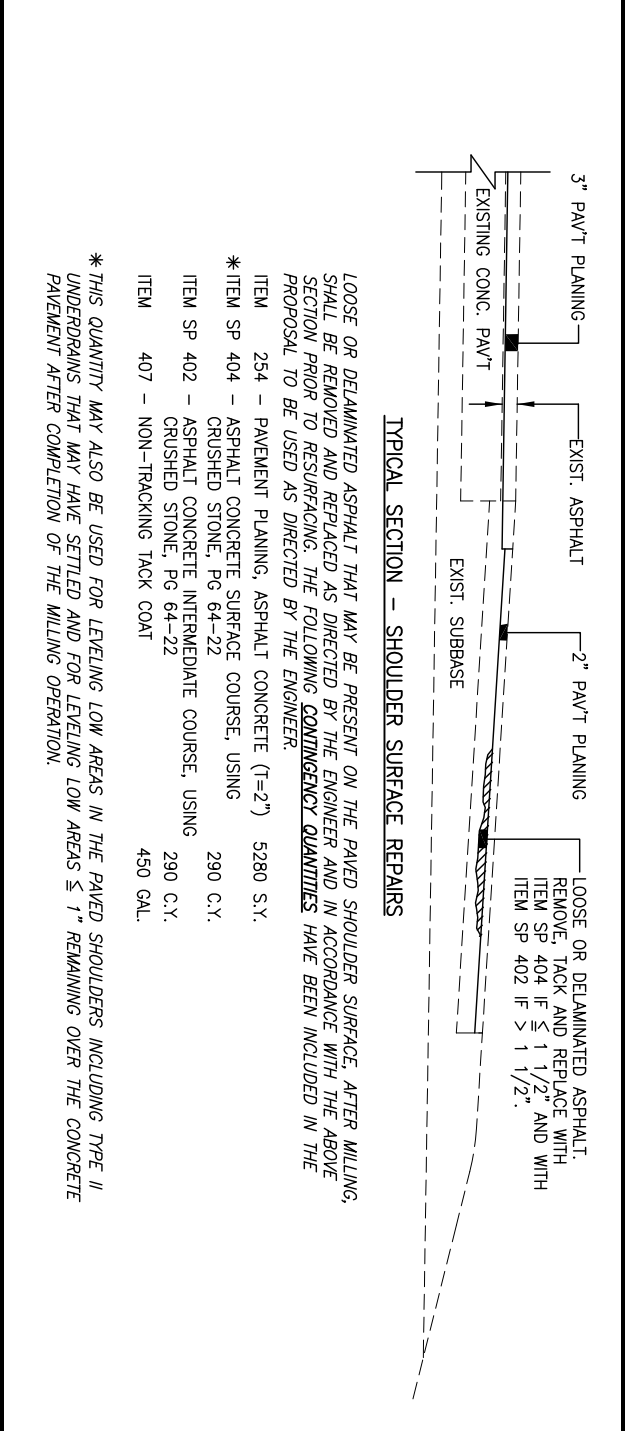 3" PAV'T PLANING
EXIST. ASPHALT
2" PAV'T PLANING
LOOSE OR DELAMINATED ASPHALT.
REMOVE, TACK AND REPLACE WITH
ITEM SP 404 IF ≤ 1 1/2" AND WITH
ITEM SP 402 IF > 1 1/2".
EXISTING CONC. PAV'T
EXIST. SUBBASE
TYPICAL SECTION – SHOULDER SURFACE REPAIRS
LOOSE OR DELAMINATED ASPHALT THAT MAY BE PRESENT ON THE PAVED SHOULDER SURFACE, AFTER MILLING,
SHALL BE REMOVED AND REPLACED AS DIRECTED BY THE ENGINEER AND IN ACCORDANCE WITH THE ABOVE
SECTION PRIOR TO RESURFACING. THE FOLLOWING CONTINGENCY QUANTITIES HAVE BEEN INCLUDED IN THE
PROPOSAL TO BE USED AS DIRECTED BY THE ENGINEER.
ITEM 254 – PAVEMENT PLANING, ASPHALT CONCRETE (T=2") 5280 S.Y.
* ITEM SP 404 – ASPHALT CONCRETE SURFACE COURSE, USING
CRUSHED STONE, PG 64-22 290 C.Y.
ITEM SP 402 – ASPHALT CONCRETE INTERMEDIATE COURSE, USING
CRUSHED STONE, PG 64-22 290 C.Y.
ITEM 407 – NON-TRACKING TACK COAT 450 GAL.
* THIS QUANTITY MAY ALSO BE USED FOR LEVELING LOW AREAS IN THE PAVED SHOULDERS INCLUDING TYPE II
UNDERDRAINS THAT MAY HAVE SETTLED AND FOR LEVELING LOW AREAS ≤ 1" REMAINING OVER THE CONCRETE
PAVEMENT AFTER COMPLETION OF THE MILLING OPERATION.